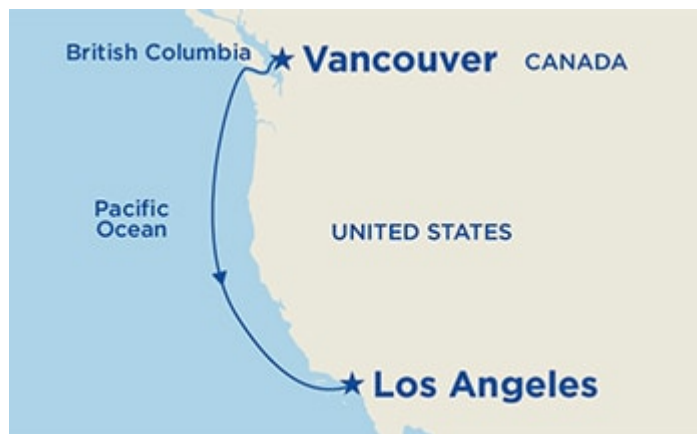 British Columbia
Vancouver
CANADA
Pacific
Ocean
UNITED STATES
Los Angeles